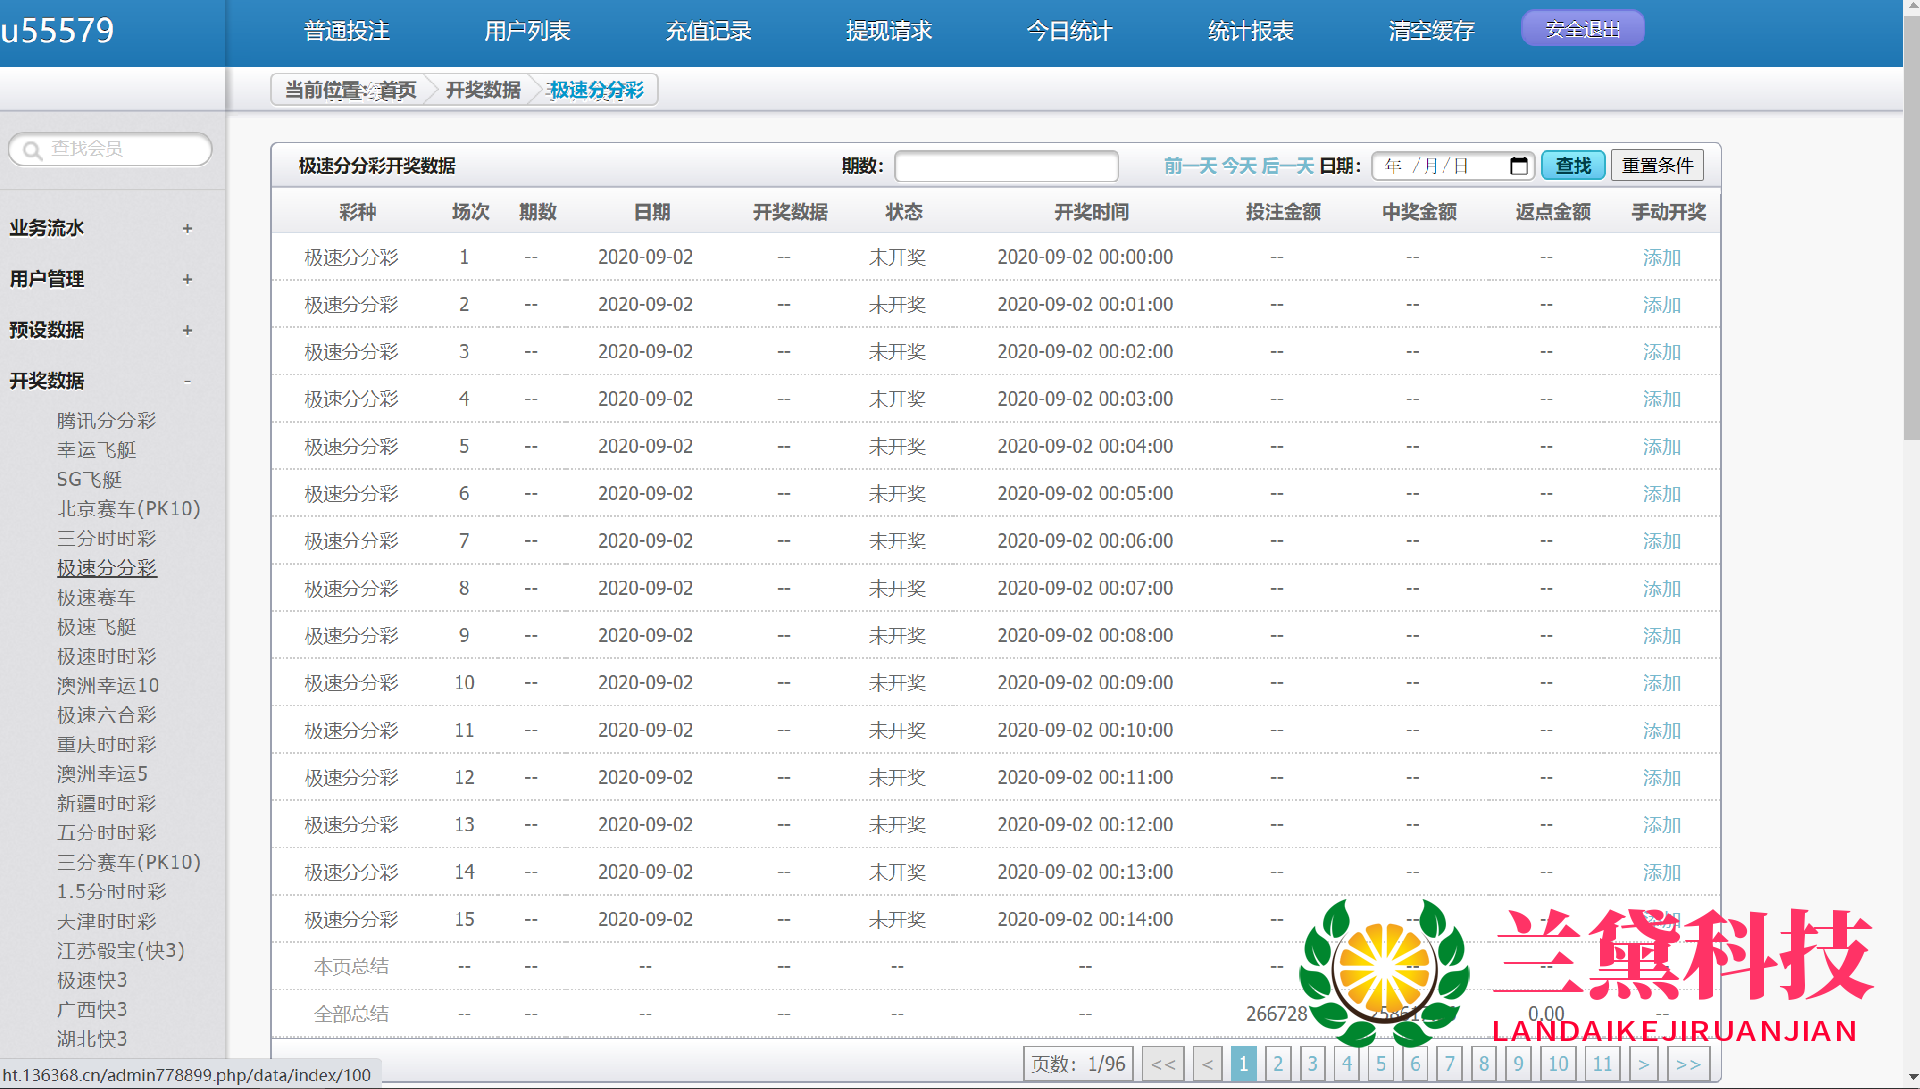 u55579
普通投注 用户列表 充值记录 提现请求 今日统计 统计报表 清空缓存 安全退出
当前位置: 首页 开奖数据 极速分分彩
查找会员
业务流水 +
用户管理 +
预设数据 +
开奖数据 -
腾讯分分彩
幸运飞艇
SG飞艇
北京赛车(PK10)
三分时时彩
极速分分彩
极速赛车
极速飞艇
极速时时彩
澳洲幸运10
极速六合彩
重庆时时彩
澳洲幸运5
新疆时时彩
五分时时彩
三分赛车(PK10)
1.5分时时彩
天津时时彩
江苏骰宝(快3)
极速快3
广西快3
湖北快3
ht.136368.cn/admin778899.php/data/index/100
极速分分彩开奖数据 期数: 前一天 今天 后一天 日期: 年/月/日 查找 重置条件
彩种 场次 期数 日期 开奖数据 状态 开奖时间 投注金额 中奖金额 返点金额 手动开奖
极速分分彩 1 -- 2020-09-02 -- 未开奖 2020-09-02 00:00:00 -- -- -- 添加
极速分分彩 2 -- 2020-09-02 -- 未开奖 2020-09-02 00:01:00 -- -- -- 添加
极速分分彩 3 -- 2020-09-02 -- 未开奖 2020-09-02 00:02:00 -- -- -- 添加
极速分分彩 4 -- 2020-09-02 -- 未开奖 2020-09-02 00:03:00 -- -- -- 添加
极速分分彩 5 -- 2020-09-02 -- 未开奖 2020-09-02 00:04:00 -- -- -- 添加
极速分分彩 6 -- 2020-09-02 -- 未开奖 2020-09-02 00:05:00 -- -- -- 添加
极速分分彩 7 -- 2020-09-02 -- 未开奖 2020-09-02 00:06:00 -- -- -- 添加
极速分分彩 8 -- 2020-09-02 -- 未开奖 2020-09-02 00:07:00 -- -- -- 添加
极速分分彩 9 -- 2020-09-02 -- 未开奖 2020-09-02 00:08:00 -- -- -- 添加
极速分分彩 10 -- 2020-09-02 -- 未开奖 2020-09-02 00:09:00 -- -- -- 添加
极速分分彩 11 -- 2020-09-02 -- 未开奖 2020-09-02 00:10:00 -- -- -- 添加
极速分分彩 12 -- 2020-09-02 -- 未开奖 2020-09-02 00:11:00 -- -- -- 添加
极速分分彩 13 -- 2020-09-02 -- 未开奖 2020-09-02 00:12:00 -- -- -- 添加
极速分分彩 14 -- 2020-09-02 -- 未开奖 2020-09-02 00:13:00 -- -- -- 添加
极速分分彩 15 -- 2020-09-02 -- 未开奖 2020-09-02 00:14:00 -- --
本页总结 -- -- -- -- -- -- -- -- --
全部总结 -- -- -- -- -- -- 266728 0.00 --
页数: 1/96 << < 1 2 3 4 5 6 7 8 9 10 11 > >>
兰黛科技
LANDAIKEJIRUANJIAN